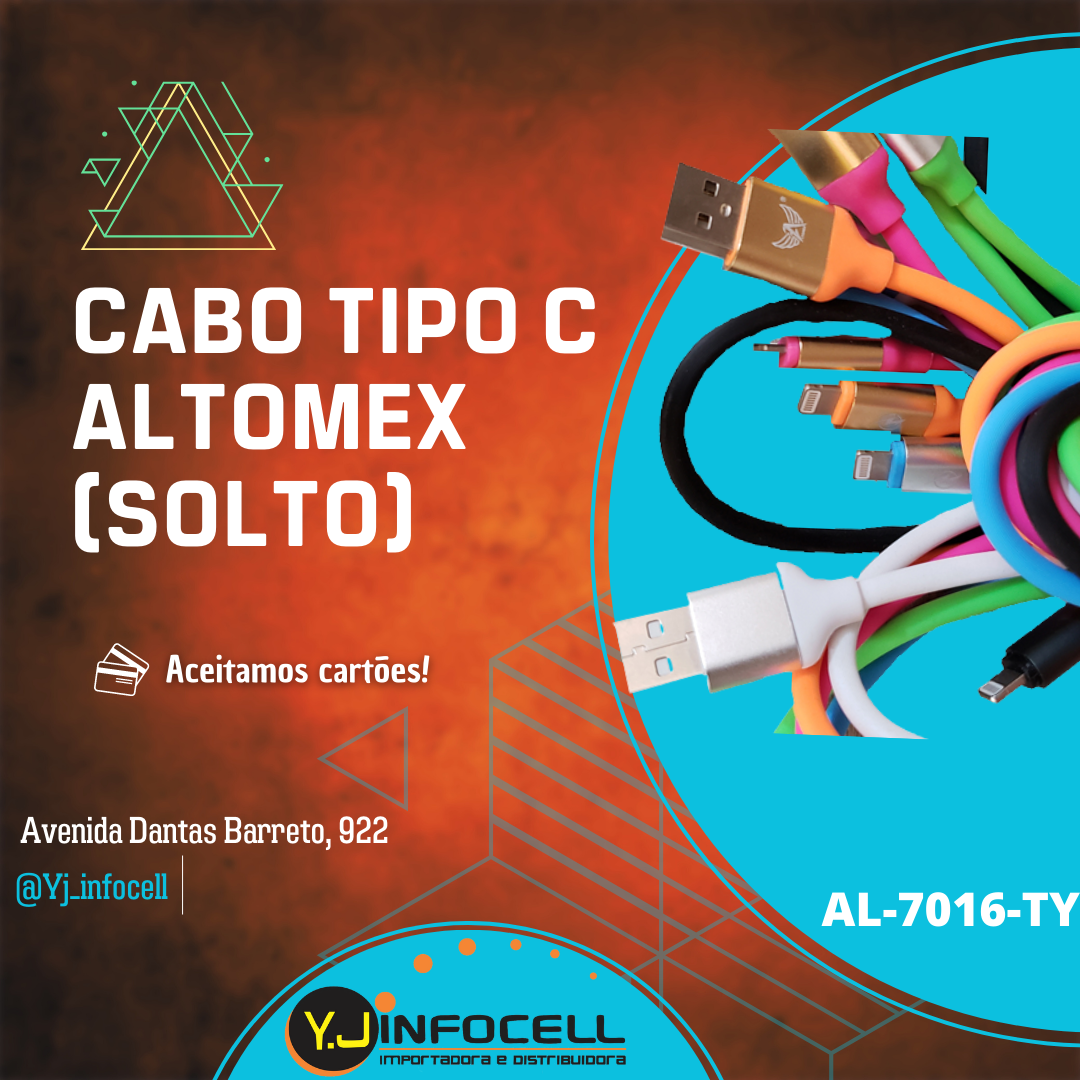 CABO TIPO C
ALTOMEX
(SOLTO)
Aceitamos cartões!
Avenida Dantas Barreto, 922
@Yj_infocell
AL-7016-TY
Y.J INFOCELL
IMPORTADORA E DISTRIBUIDORA